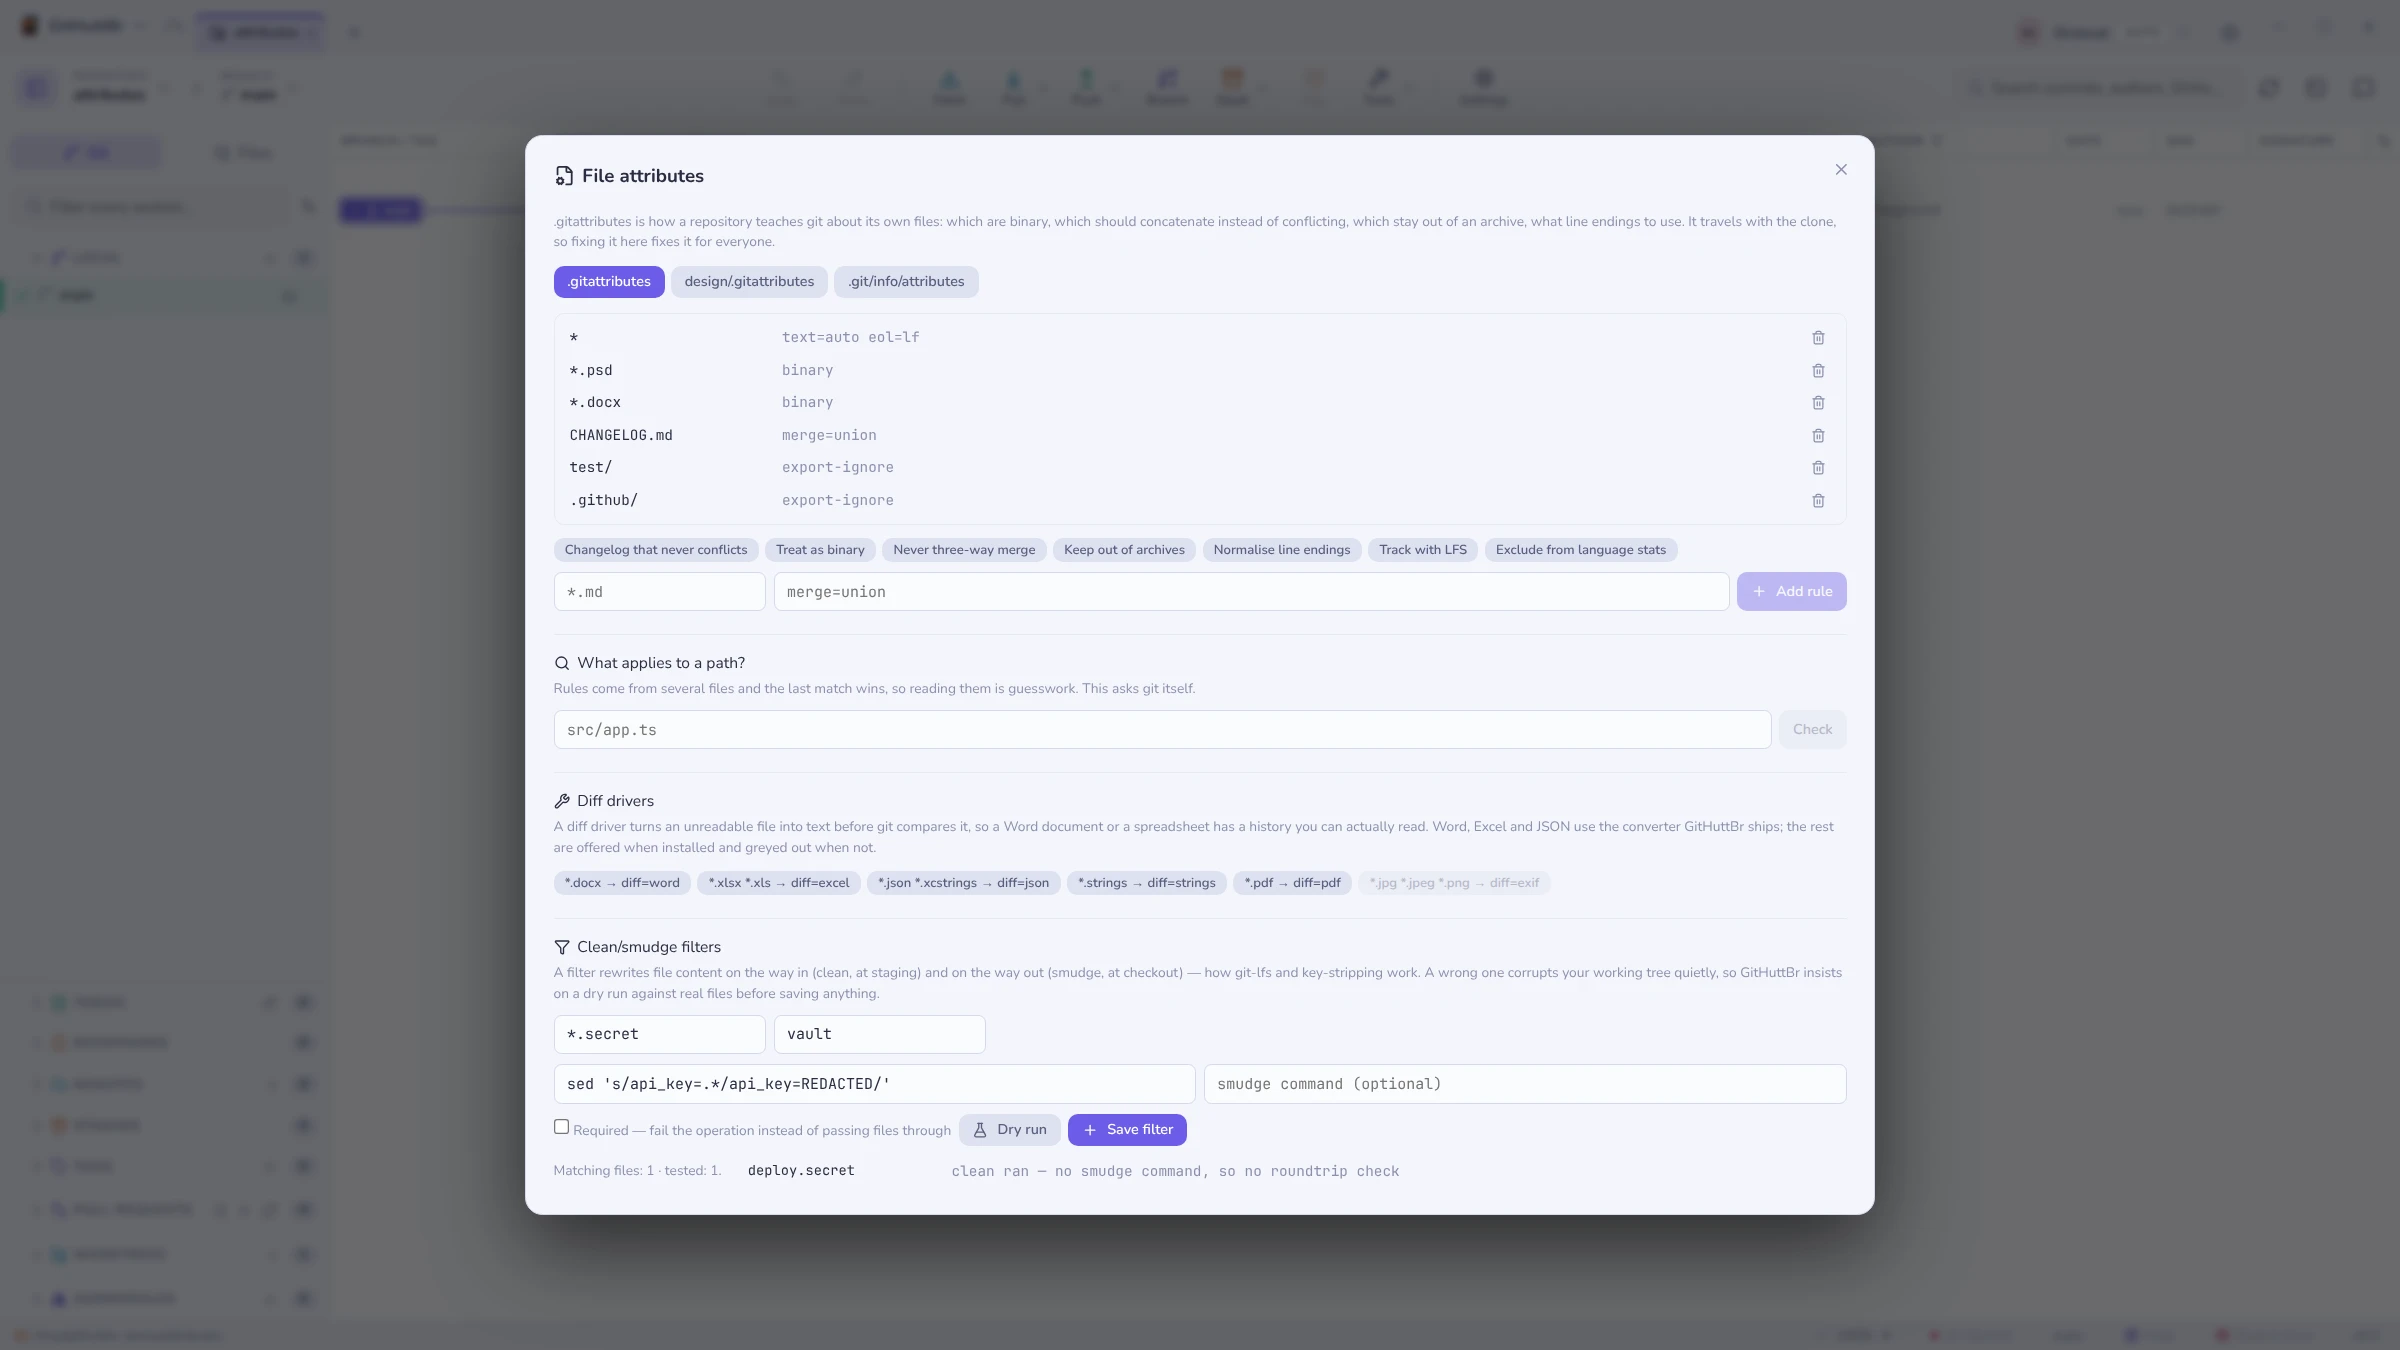 File attributes
.gitattributes is how a repository teaches git about its own files: which are binary, which should concatenate instead of conflicting, which stay out of an archive, what line endings to use. It travels with the clone,
so fixing it here fixes it for everyone.
.gitattributes design/.gitattributes .git/info/attributes
* text=auto eol=lf
*.psd binary
*.docx binary
CHANGELOG.md merge=union
test/ export-ignore
.github/ export-ignore
Changelog that never conflicts Treat as binary Never three-way merge Keep out of archives Normalise line endings Track with LFS Exclude from language stats
*.md merge=union + Add rule
What applies to a path?
Rules come from several files and the last match wins, so reading them is guesswork. This asks git itself.
src/app.ts Check
Diff drivers
A diff driver turns an unreadable file into text before git compares it, so a Word document or a spreadsheet has a history you can actually read. Word, Excel and JSON use the converter GitHuttBr ships; the rest
are offered when installed and greyed out when not.
*.docx → diff=word *.xlsx *.xls → diff=excel *.json *.xcstrings → diff=json *.strings → diff=strings *.pdf → diff=pdf *.jpg *.jpeg *.png → diff=exif
Clean/smudge filters
A filter rewrites file content on the way in (clean, at staging) and on the way out (smudge, at checkout) — how git-lfs and key-stripping work. A wrong one corrupts your working tree quietly, so GitHuttBr insists
on a dry run against real files before saving anything.
*.secret vault
sed 's/api_key=.*/api_key=REDACTED/' smudge command (optional)
Required — fail the operation instead of passing files through Dry run + Save filter
Matching files: 1 · tested: 1. deploy.secret clean ran — no smudge command, so no roundtrip check